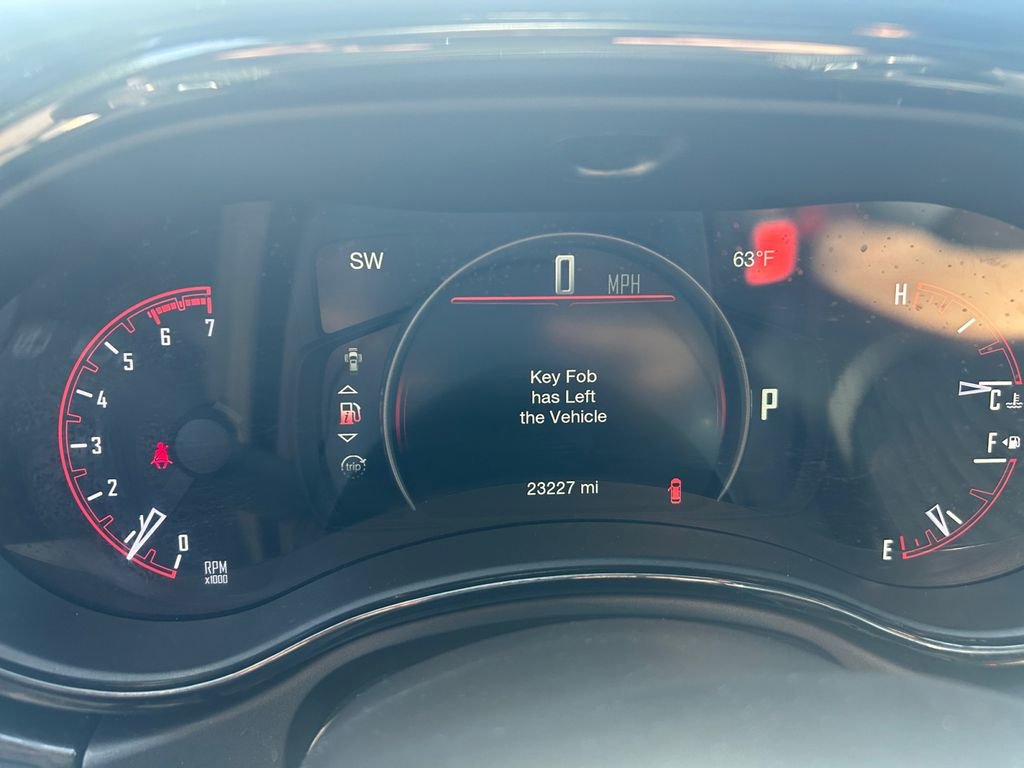 SW
0 MPH
63°F
H
7
6
5
4
3
2
0
RPM
x1000
trip
Key Fob
has Left
the Vehicle
P
C
F
E
23227 mi